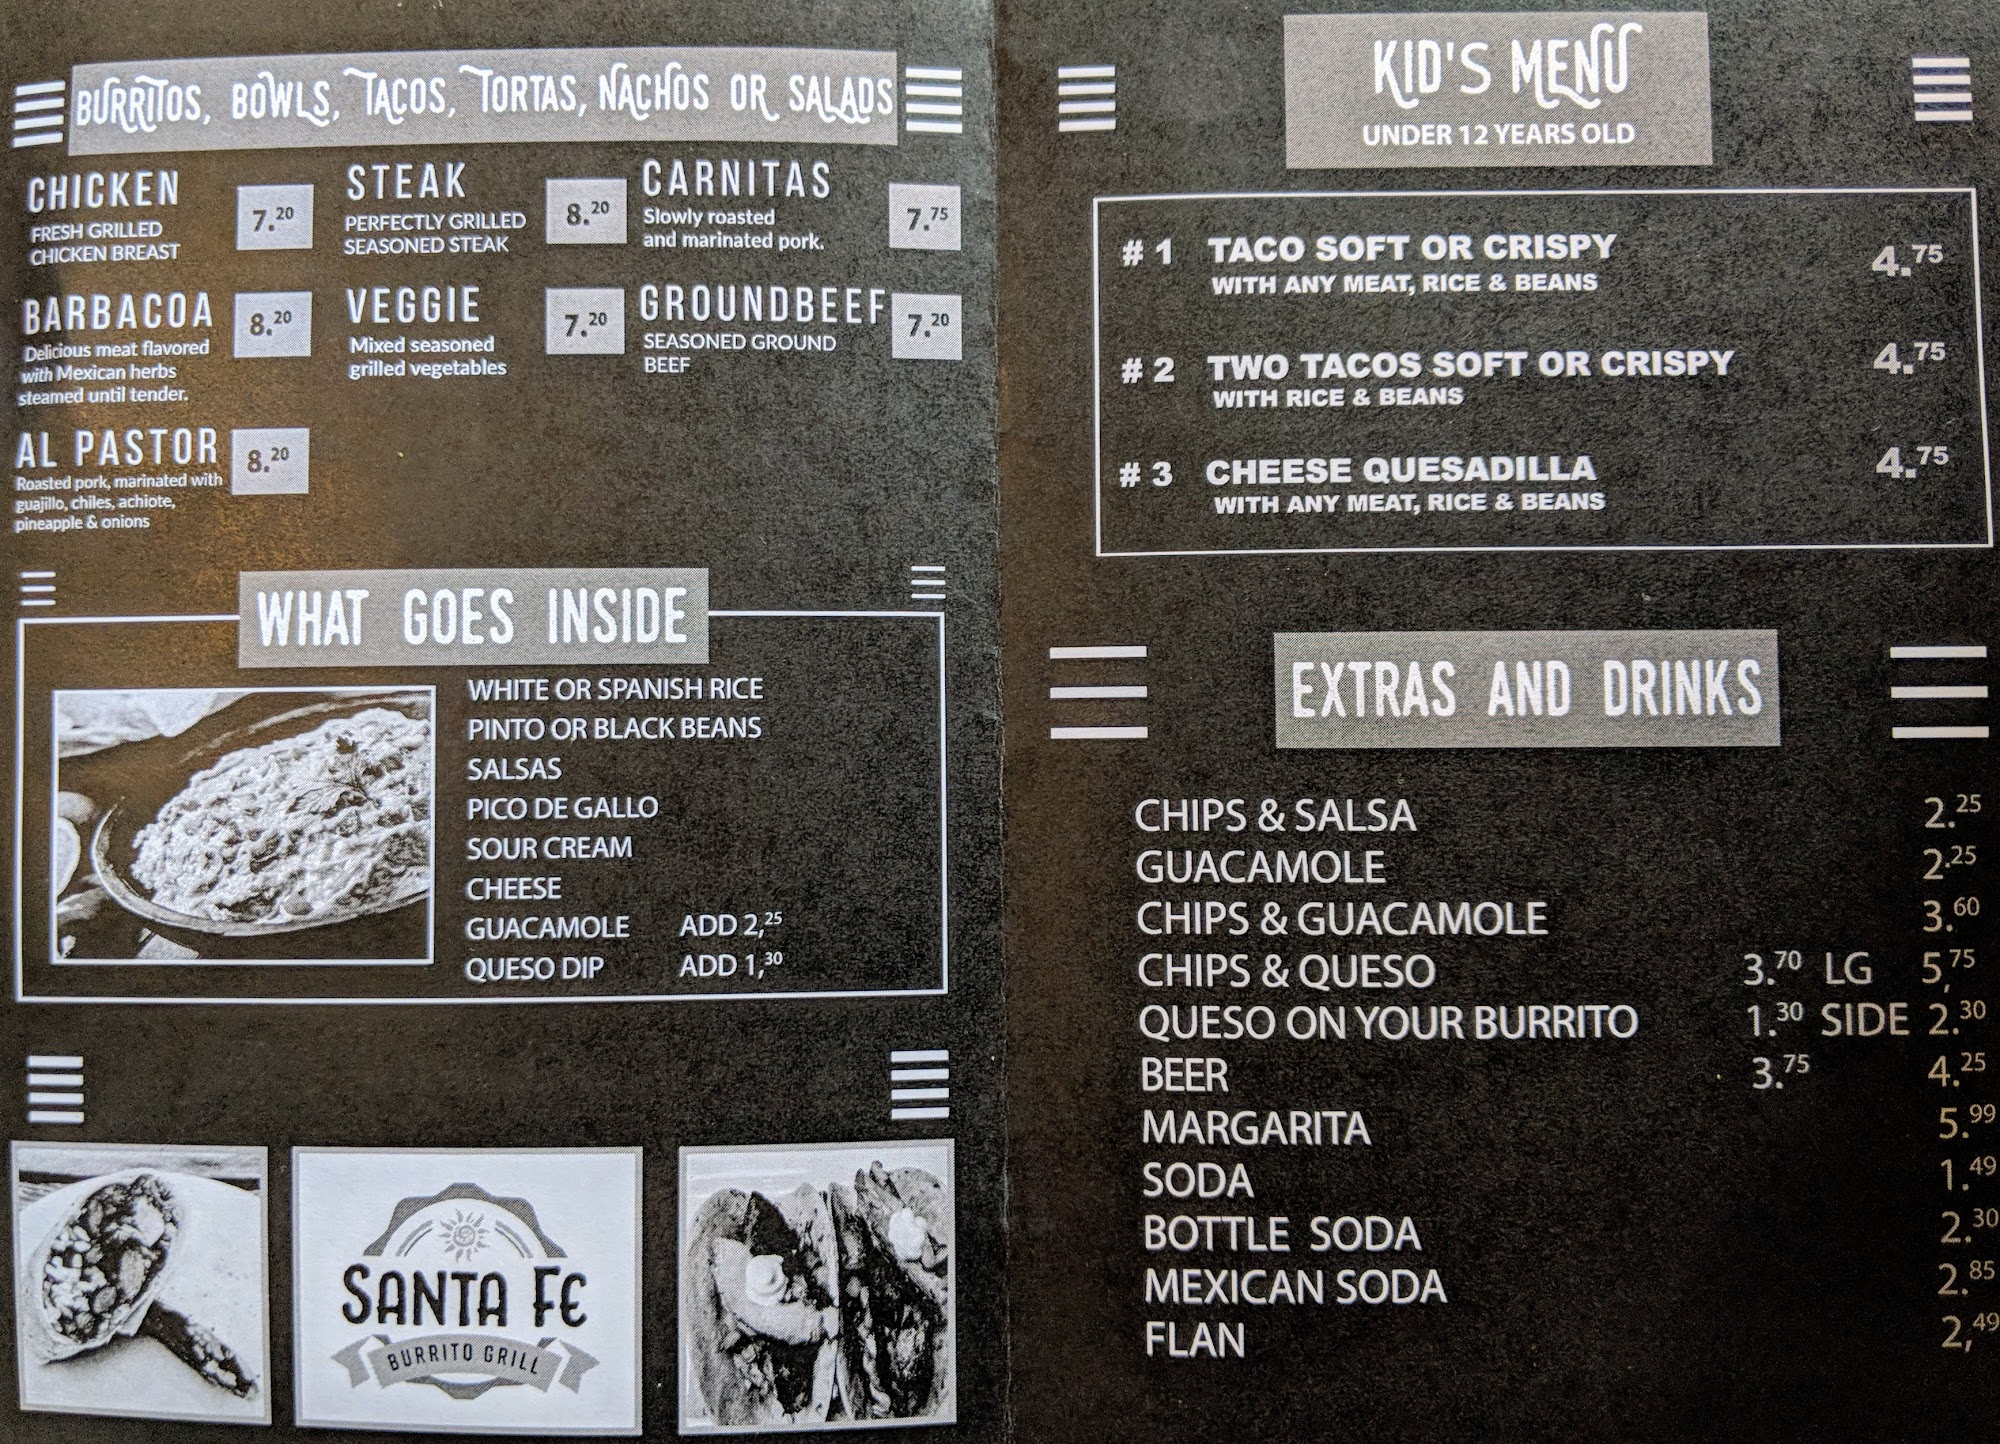 BURRITOS, BOWLS, TACOS, TORTAS, NACHOS OR SALADS
CHICKEN 7.20
FRESH GRILLED
CHICKEN BREAST
STEAK 8.20
PERFECTLY GRILLED
SEASONED STEAK
CARNITAS 7.75
Slowly roasted
and marinated pork.
BARBACOA 8.20
Delicious meat flavored
with Mexican herbs
steamed until tender.
VEGGIE 7.20
Mixed seasoned
grilled vegetables
GROUNDBEEF 7.20
SEASONED GROUND
BEEF
AL PASTOR 8.20
Roasted pork, marinated with
guajillo, chiles, achiote,
pineapple & onions
WHAT GOES INSIDE
WHITE OR SPANISH RICE
PINTO OR BLACK BEANS
SALSAS
PICO DE GALLO
SOUR CREAM
CHEESE
GUACAMOLE ADD 2,25
QUESO DIP ADD 1,30
SANTA FE
BURRITO GRILL
KID'S MENU
UNDER 12 YEARS OLD
# 1 TACO SOFT OR CRISPY 4.75
WITH ANY MEAT, RICE & BEANS
# 2 TWO TACOS SOFT OR CRISPY 4.75
WITH RICE & BEANS
# 3 CHEESE QUESADILLA 4.75
WITH ANY MEAT, RICE & BEANS
EXTRAS AND DRINKS
CHIPS & SALSA 2.25
GUACAMOLE 2.25
CHIPS & GUACAMOLE 3.60
CHIPS & QUESO 3.70 LG 5,75
QUESO ON YOUR BURRITO 1.30 SIDE 2.30
BEER 3.75 4.25
MARGARITA 5.99
SODA 1.49
BOTTLE SODA 2.30
MEXICAN SODA 2.85
FLAN 2,49